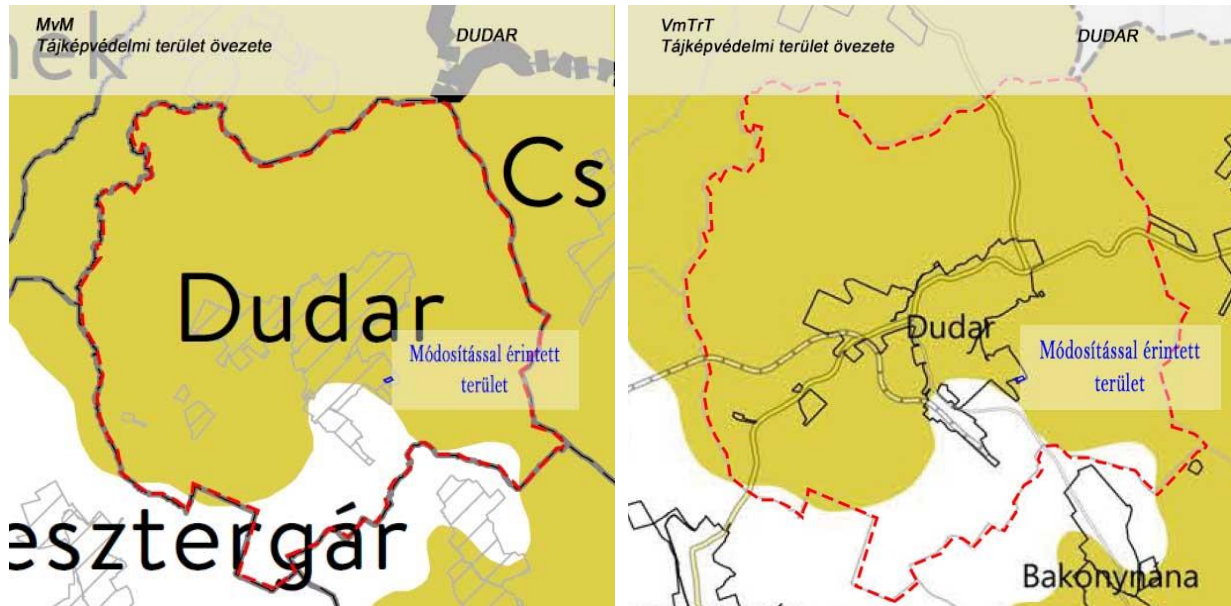 MvM
Tájképvédelmi terület övezete
DUDAR
nek
Cs
Dudar
Módosítással érintett
terület
esztergár
VmTrT
Tájképvédelmi terület övezete
DUDAR
Dudar
Módosítással érintett
terület
Bakonynána